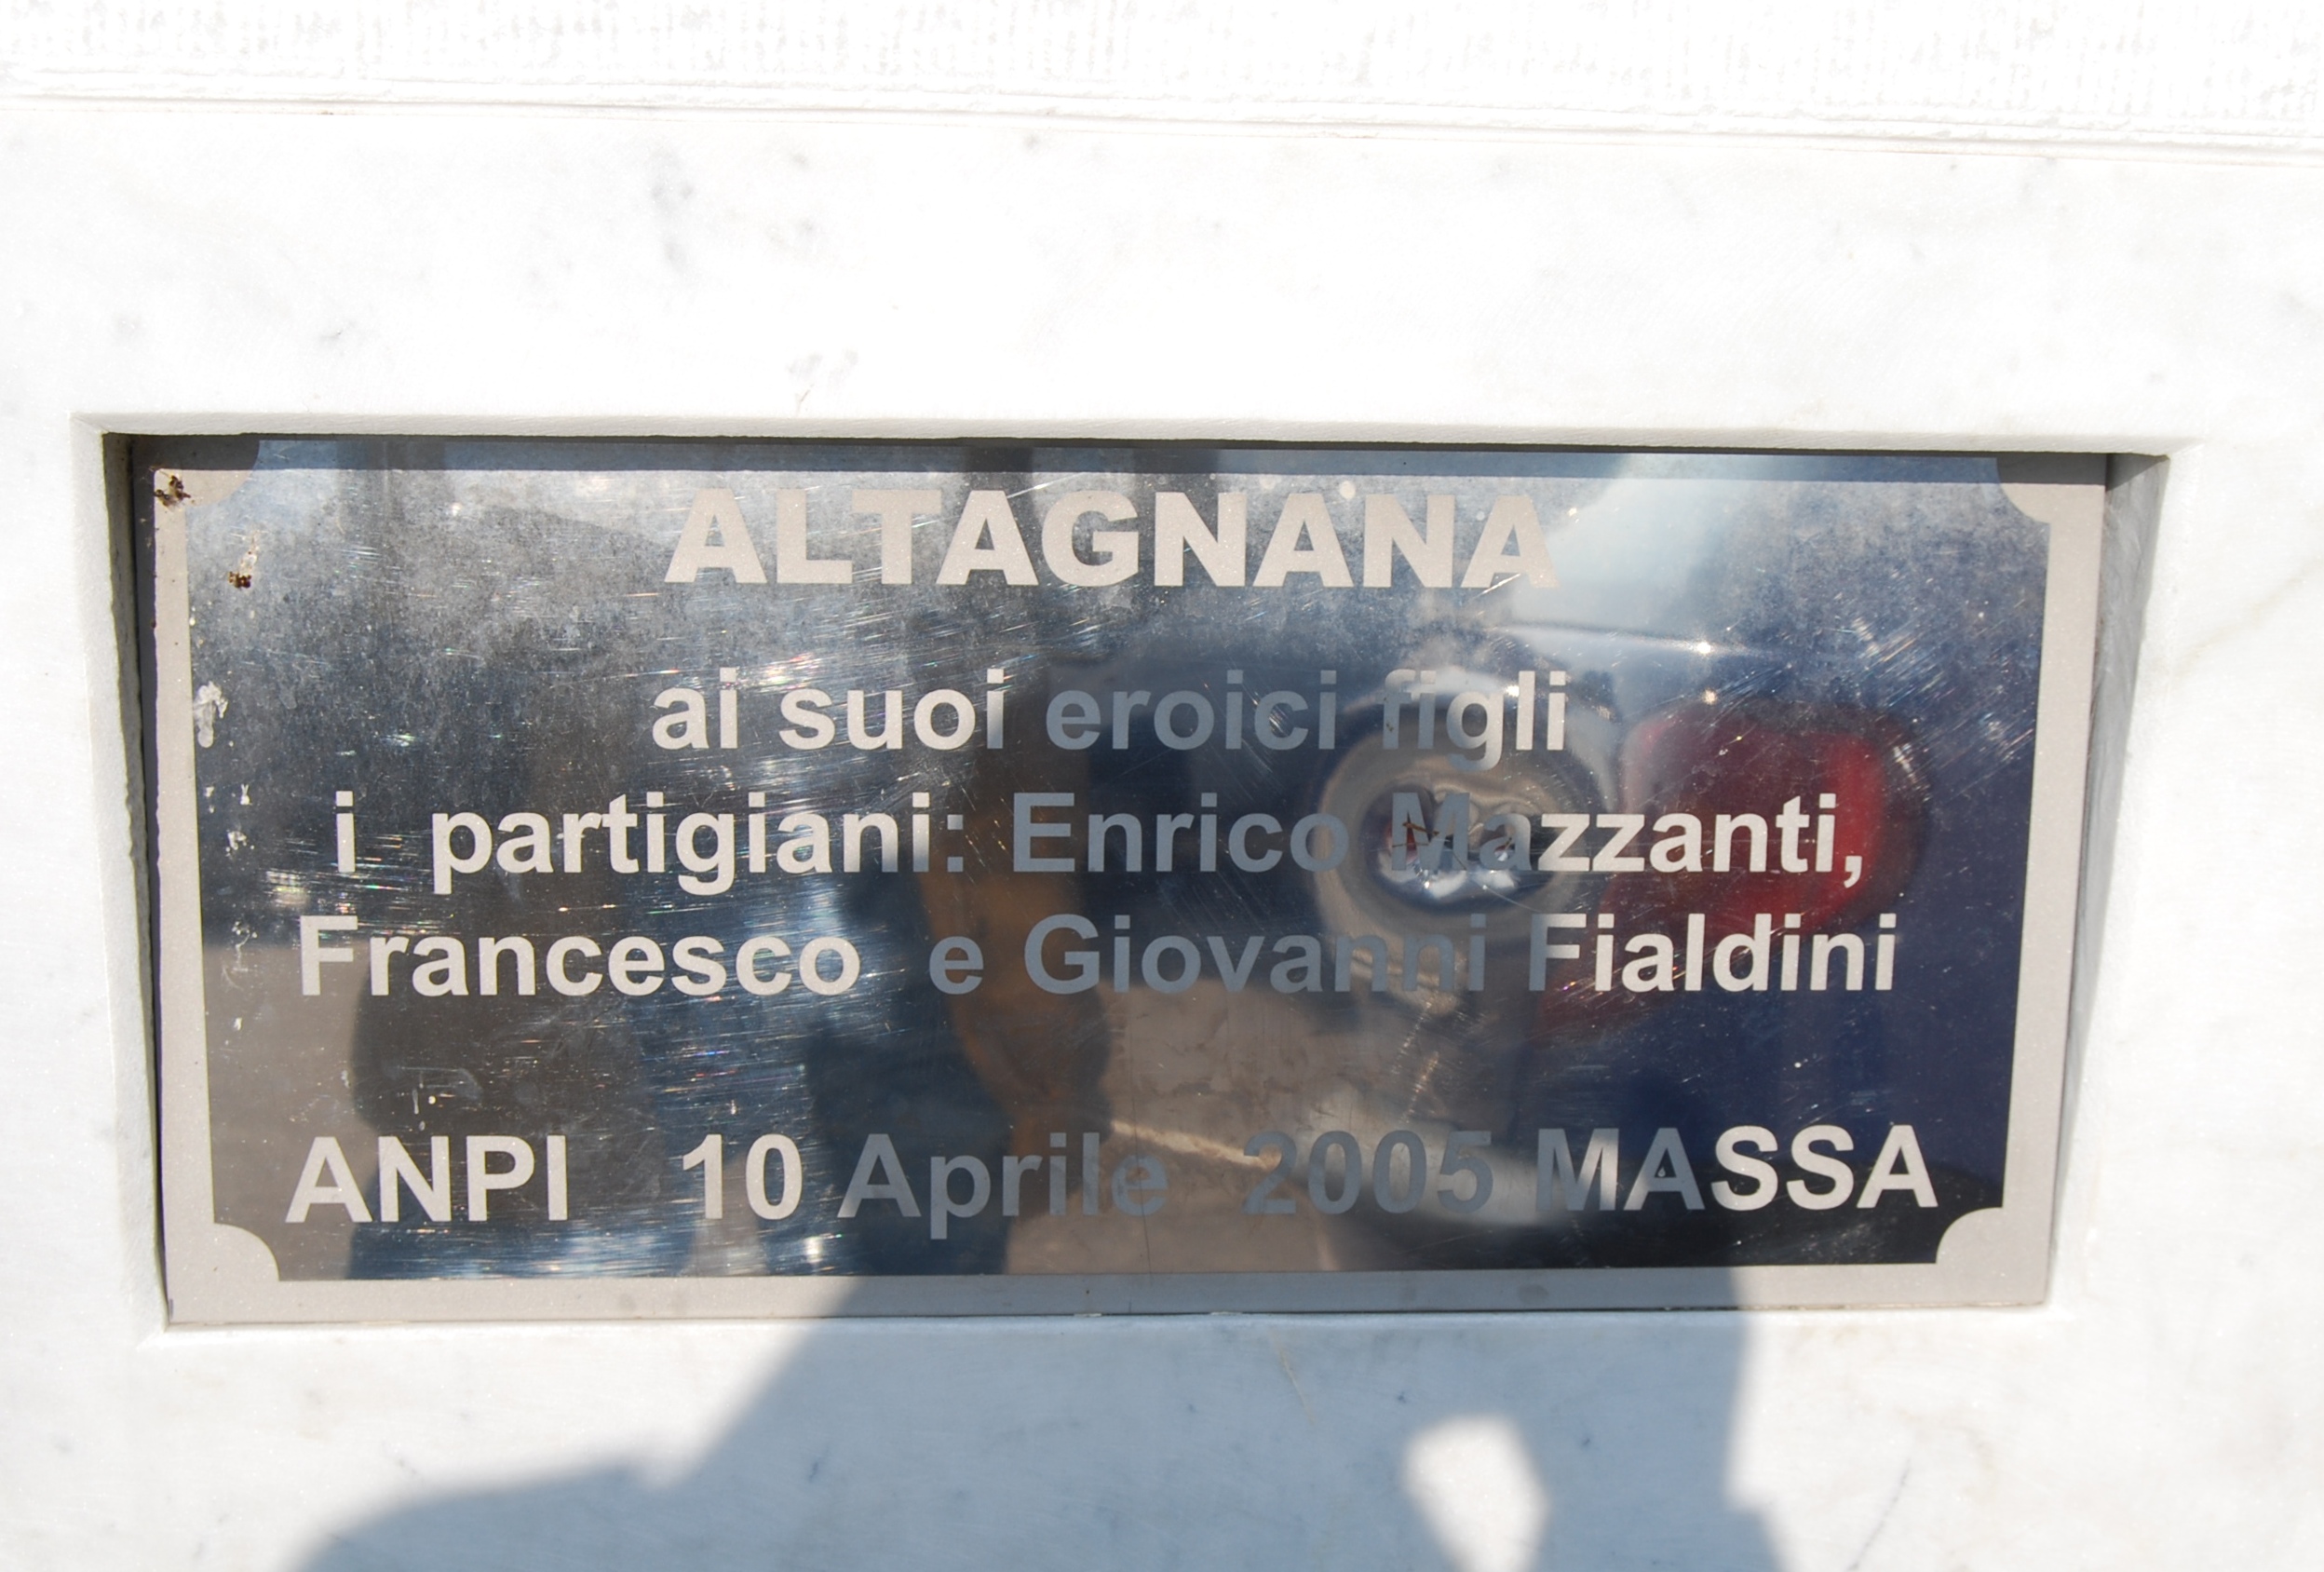 ALTAGNANA
ai suoi eroici figli
i partigiani: Enrico Mazzanti,
Francesco e Giovanni Fialdini
ANPI 10 Aprile 2005 MASSA